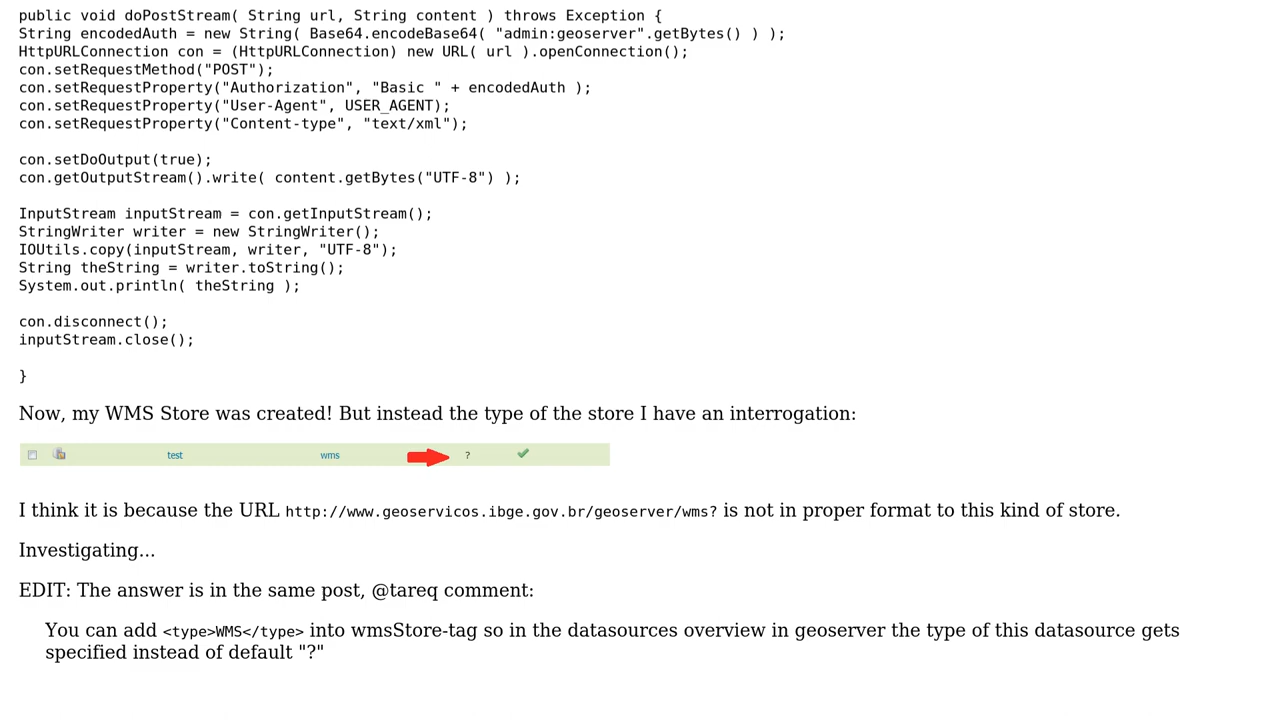 public void doPostStream( String url, String content ) throws Exception {
String encodedAuth = new String( Base64.encodeBase64( "admin:geoserver".getBytes() ) );
HttpURLConnection con = (HttpURLConnection) new URL( url ).openConnection();
con.setRequestMethod("POST");
con.setRequestProperty("Authorization", "Basic " + encodedAuth );
con.setRequestProperty("User-Agent", USER_AGENT);
con.setRequestProperty("Content-type", "text/xml");
con.setDoOutput(true);
con.getOutputStream().write( content.getBytes("UTF-8") );
InputStream inputStream = con.getInputStream();
StringWriter writer = new StringWriter();
IOUtils.copy(inputStream, writer, "UTF-8");
String theString = writer.toString();
System.out.println( theString );
con.disconnect();
inputStream.close();
}
Now, my WMS Store was created! But instead the type of the store I have an interrogation:
test wms ?
I think it is because the URL http://www.geoservicos.ibge.gov.br/geoserver/wms? is not in proper format to this kind of store.
Investigating...
EDIT: The answer is in the same post, @tareq comment:
You can add <type>WMS</type> into wmsStore-tag so in the datasources overview in geoserver the type of this datasource gets
specified instead of default "?"